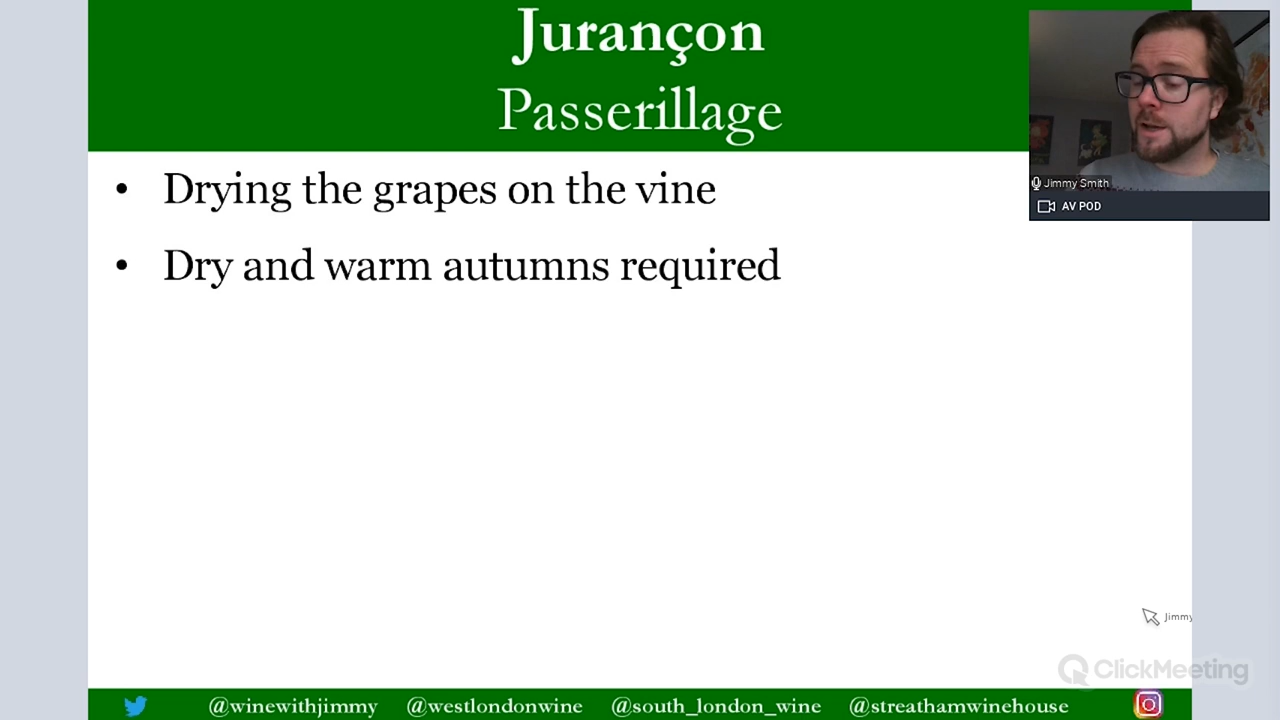 Jurançon
Passerillage
• Drying the grapes on the vine
• Dry and warm autumns required
Jimmy Smith
AV POD
Jimmy
ClickMeeting
@winewithjimmy @westlondonwine @south_london_wine @streathamwinehouse